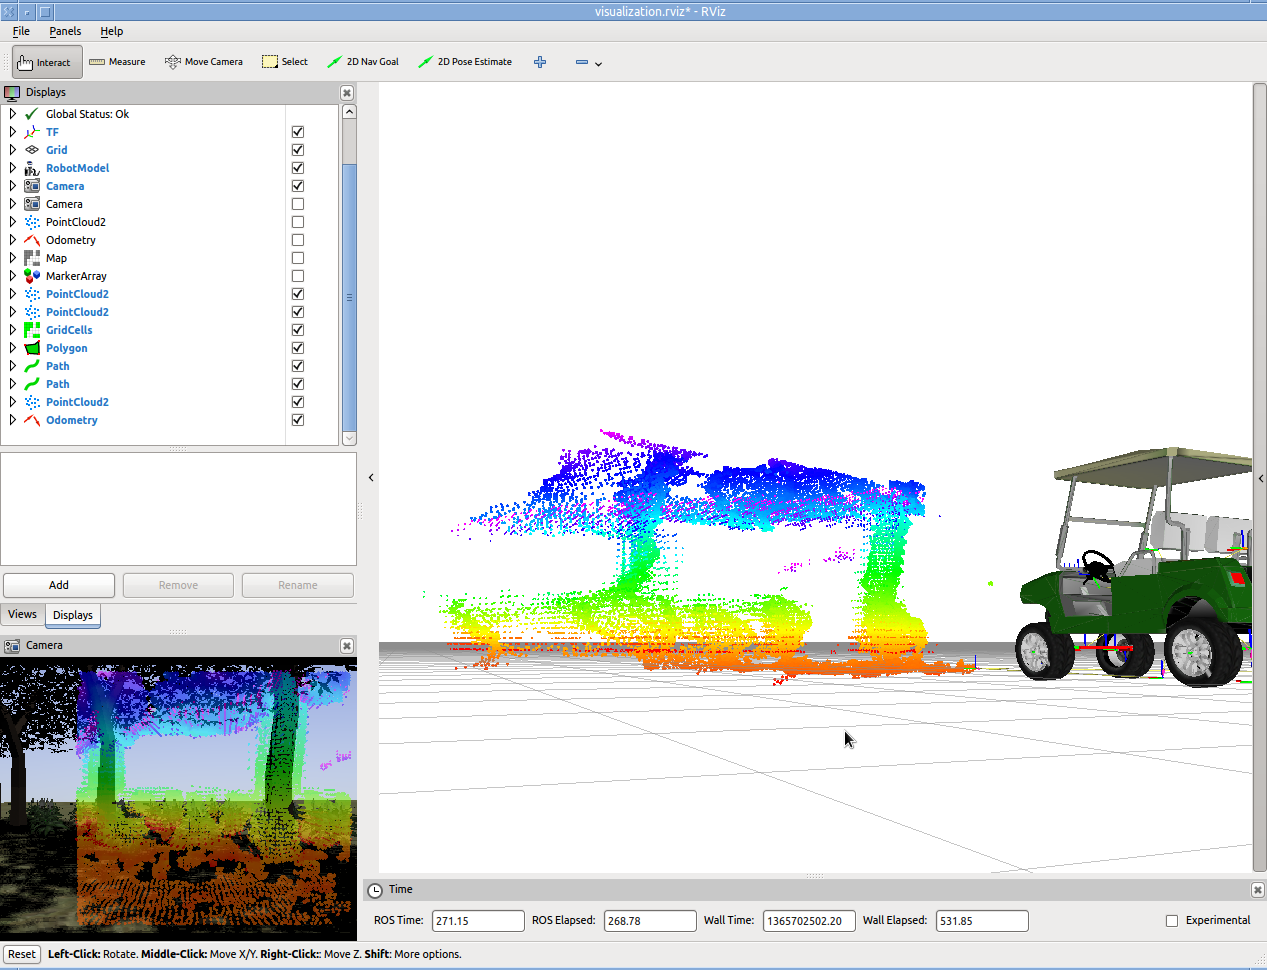 visualization.rviz* - RViz
File Panels Help
Interact Measure Move Camera Select 2D Nav Goal 2D Pose Estimate
Displays
Global Status: Ok
TF
Grid
RobotModel
Camera
Camera
PointCloud2
Odometry
Map
MarkerArray
PointCloud2
PointCloud2
GridCells
Polygon
Path
Path
PointCloud2
Odometry
Add Remove Rename
Views Displays
Camera
Time
ROS Time: 271.15 ROS Elapsed: 268.78 Wall Time: 1365702502.20 Wall Elapsed: 531.85 Experimental
Reset Left-Click: Rotate. Middle-Click: Move X/Y. Right-Click:: Move Z. Shift: More options.